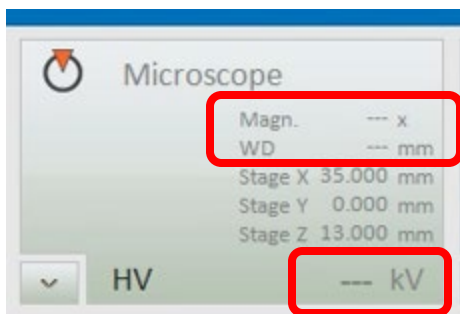 Microscope
Magn. --- x
WD --- mm
Stage X 35.000 mm
Stage Y 0.000 mm
Stage Z 13.000 mm
HV --- kV